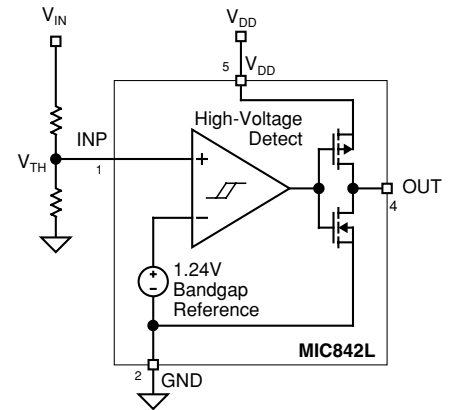 VIN
VDD
5 VDD
High-Voltage
Detect
INP
1
VTH
+
−
OUT
4
+
−
1.24V
Bandgap
Reference
MIC842L
2 GND